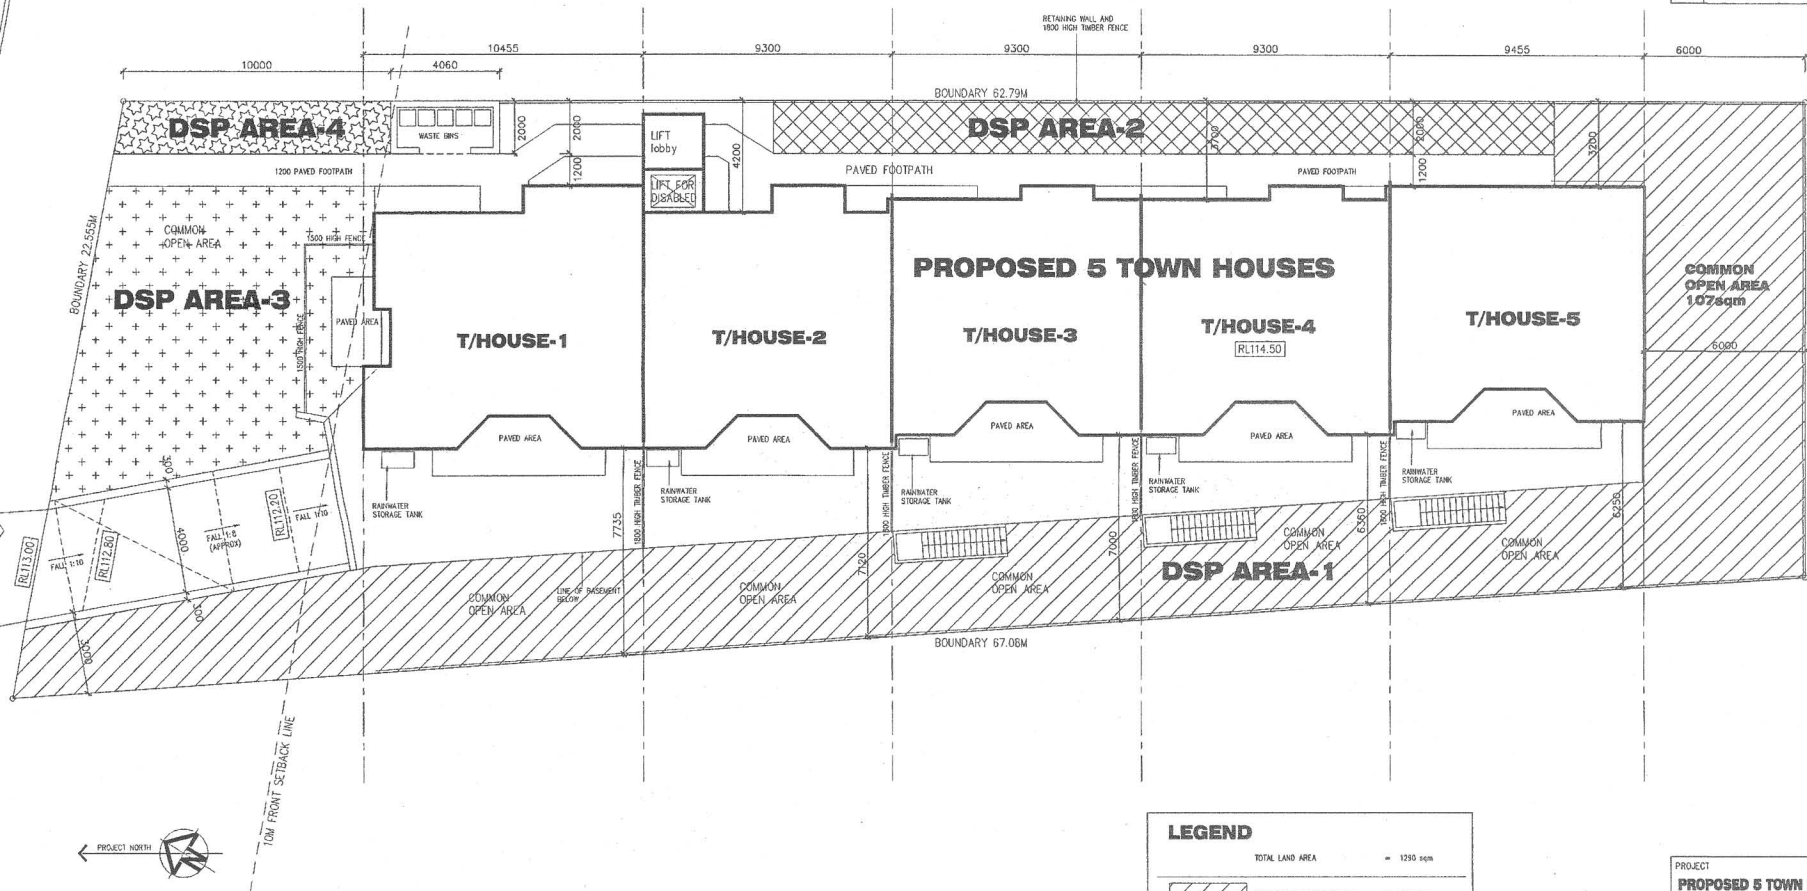 RETAINING WALL AND
1800 HIGH TIMBER FENCE
10455
9300
9300
9300
9455
6000
10000
4060
BOUNDARY 62.79M
DSP AREA-4
WASTE BINS
2000
2000
LIFT
lobby
DSP AREA-2
3700
2000
3200
4200
1200 PAVED FOOTPATH
1200
LIFT FOR
DISABLED
PAVED FOOTPATH
PAVED FOOTPATH
1200
BOUNDARY 22.555M
COMMON
OPEN AREA
1500 HIGH FENCE
DSP AREA-3
1500 HIGH FENCE
PAVED AREA
PROPOSED 5 TOWN HOUSES
COMMON
OPEN AREA
107sqm
T/HOUSE-1
T/HOUSE-2
T/HOUSE-3
T/HOUSE-4
RL114.50
T/HOUSE-5
6000
PAVED AREA
PAVED AREA
PAVED AREA
PAVED AREA
PAVED AREA
RAINWATER
STORAGE TANK
RAINWATER
STORAGE TANK
RAINWATER
STORAGE TANK
RAINWATER
STORAGE TANK
RAINWATER
STORAGE TANK
1800 HIGH TIMBER FENCE
1800 HIGH TIMBER FENCE
1800 HIGH TIMBER FENCE
1800 HIGH TIMBER FENCE
7735
7120
7000
6360
6250
300
4000
300
3000
RL113.00
FALL 1:10
RL112.80
FALL 1:8
(APPROX)
RL112.20
FALL 1:10
COMMON
OPEN AREA
LINE OF BASEMENT
BELOW
COMMON
OPEN AREA
COMMON
OPEN AREA
DSP AREA-1
COMMON
OPEN AREA
COMMON
OPEN AREA
BOUNDARY 67.08M
10M FRONT SETBACK LINE
PROJECT NORTH
N
LEGEND
TOTAL LAND AREA = 1290 sqm
PROJECT
PROPOSED 5 TOWN